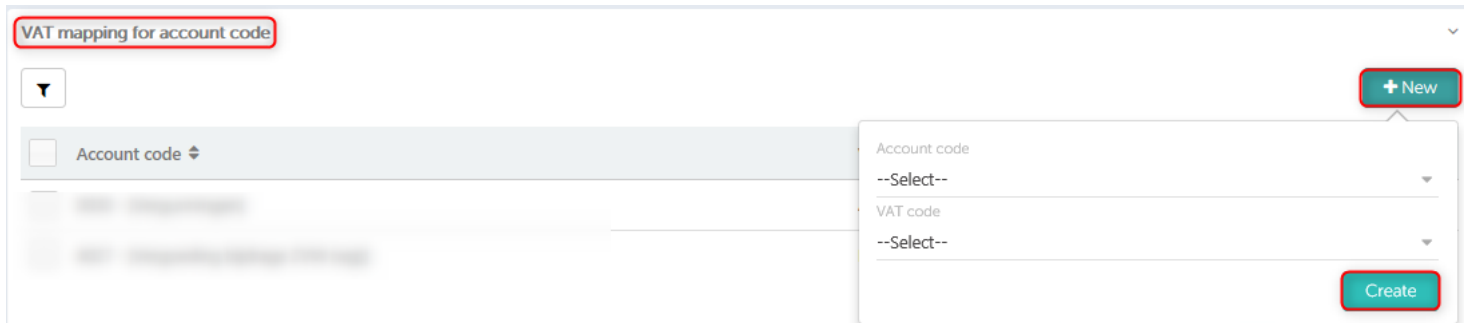 VAT mapping for account code
+ New
Account code
Account code
--Select--
VAT code
--Select--
Create